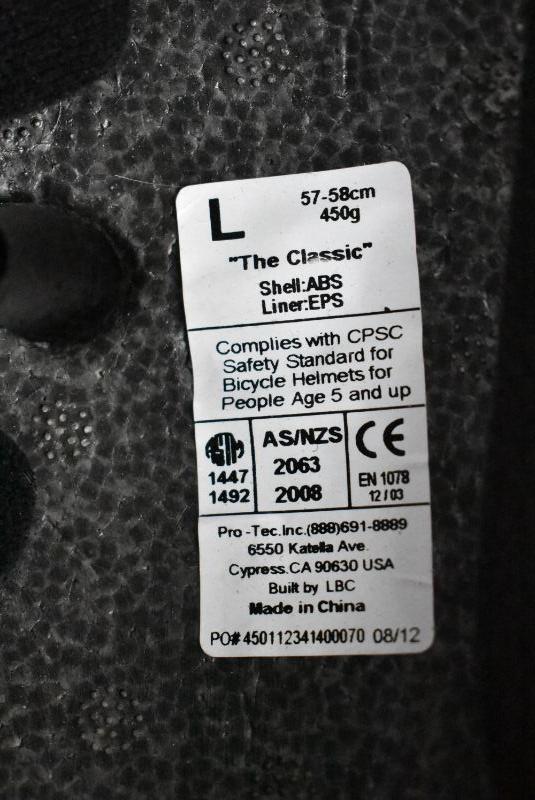 L
57-58cm
450g
"The Classic"
Shell:ABS
Liner:EPS
Complies with CPSC
Safety Standard for
Bicycle Helmets for
People Age 5 and up
ASTM
1447
1492
AS/NZS
2063
2008
CE
EN 1078
12/03
Pro-Tec.Inc.(888)691-8889
6550 Katella Ave.
Cypress.CA 90630 USA
Built by LBC
Made in China
PO# 450112341400070 08/12